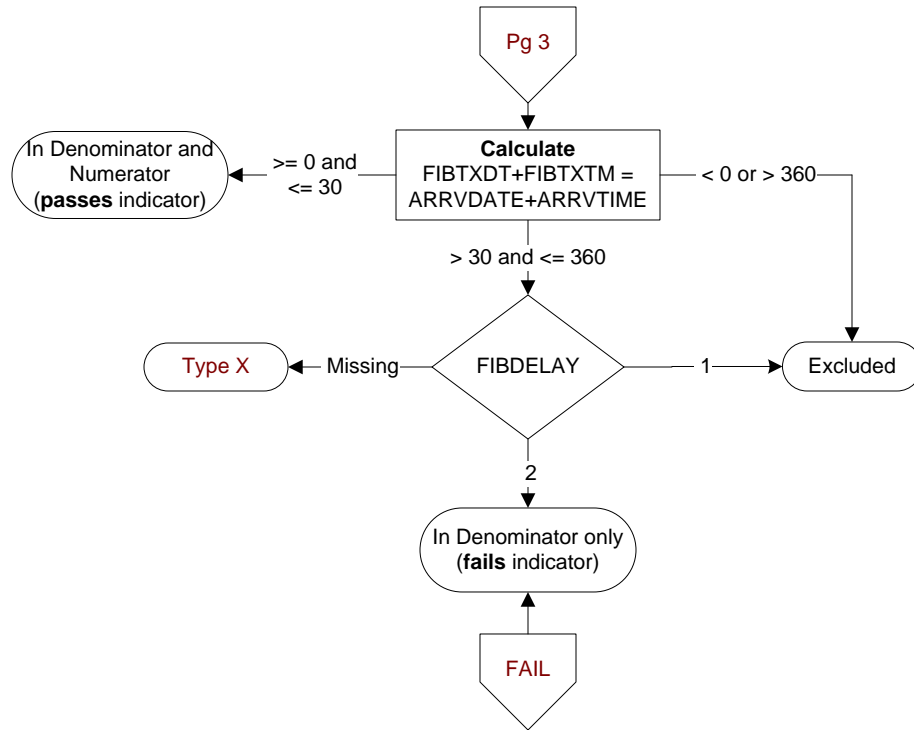 Pg 3
In Denominator and
Numerator
(passes indicator)
>= 0 and
<= 30
Calculate
FIBTXDT+FIBTXTM =
ARRVDATE+ARRVTIME
< 0 or > 360
> 30 and <= 360
Type X
Missing
FIBDELAY
1
Excluded
2
In Denominator only
(fails indicator)
FAIL